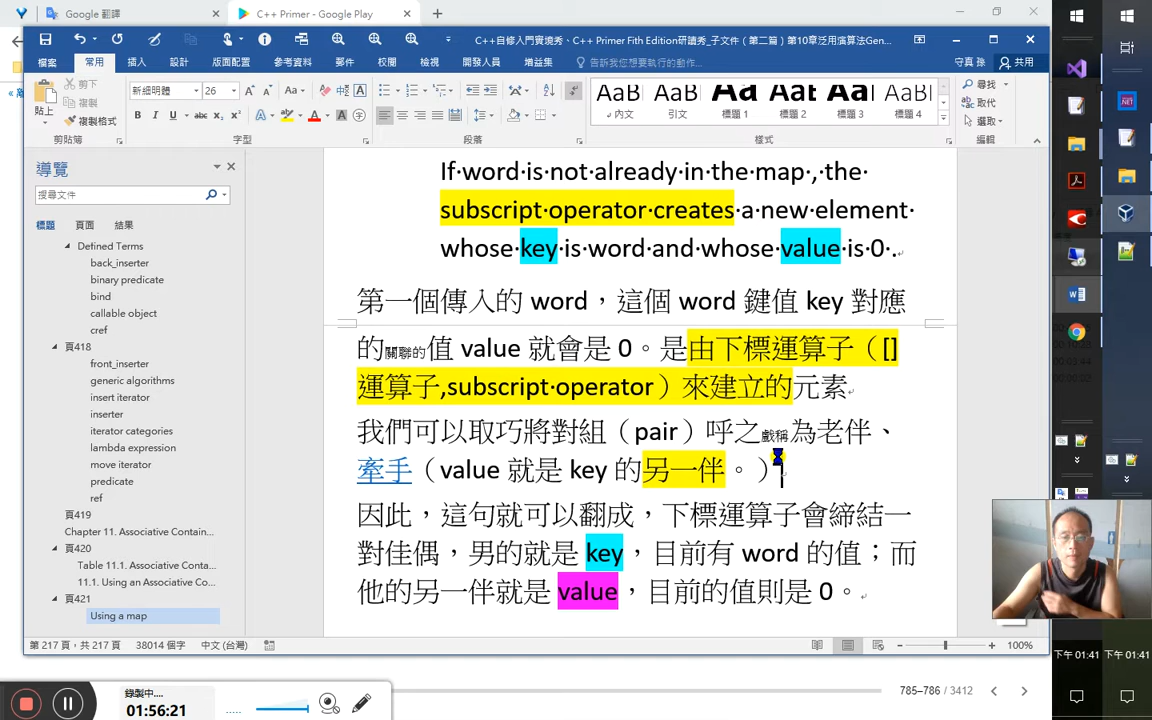 Google 翻譯
C++ Primer - Google Play
C++自修入門實境秀、C++ Primer Fith Edition研讀秀_子文件（第二篇）第10章泛用演算法Gen...
檔案 常用 插入 設計 版面配置 參考資料 郵件 校閱 檢視 開發人員 增益集 告訴我您想要執行的動作... 守真 孫 共用
貼上 剪下 複製 複製格式
新細明體 26
AaB AaBb Aa Aat Aal AaBl
內文 引文 標題 1 標題 2 標題 3 標題 4
尋找 取代 選取
剪貼簿 字型 段落 樣式 編輯
導覽
搜尋文件
標題 頁面 結果
Defined Terms
back_inserter
binary predicate
bind
callable object
cref
頁418
front_inserter
generic algorithms
insert iterator
inserter
iterator categories
lambda expression
move iterator
predicate
ref
頁419
Chapter 11. Associative Contain...
頁420
Table 11.1. Associative Conta...
11.1. Using an Associative Co...
頁421
Using a map
If·word·is·not·already·in·the·map·,·the·
subscript·operator·creates·a·new·element·
whose·key·is·word·and·whose·value·is·0·.
第一個傳入的 word，這個 word 鍵值 key 對應
的關聯的值 value 就會是 0。是由下標運算子（[]
運算子,subscript·operator）來建立的元素
我們可以取巧將對組（pair）呼之戲稱為老伴、
牽手（value 就是 key 的另一伴。）
因此，這句就可以翻成，下標運算子會締結一
對佳偶，男的就是 key，目前有 word 的值；而
他的另一伴就是 value，目前的值則是 0。
第 217 頁，共 217 頁 38014 個字 中文 (台灣) 100%
錄製中...
01:56:21
785–786 / 3412
下午 01:41 下午 01:41